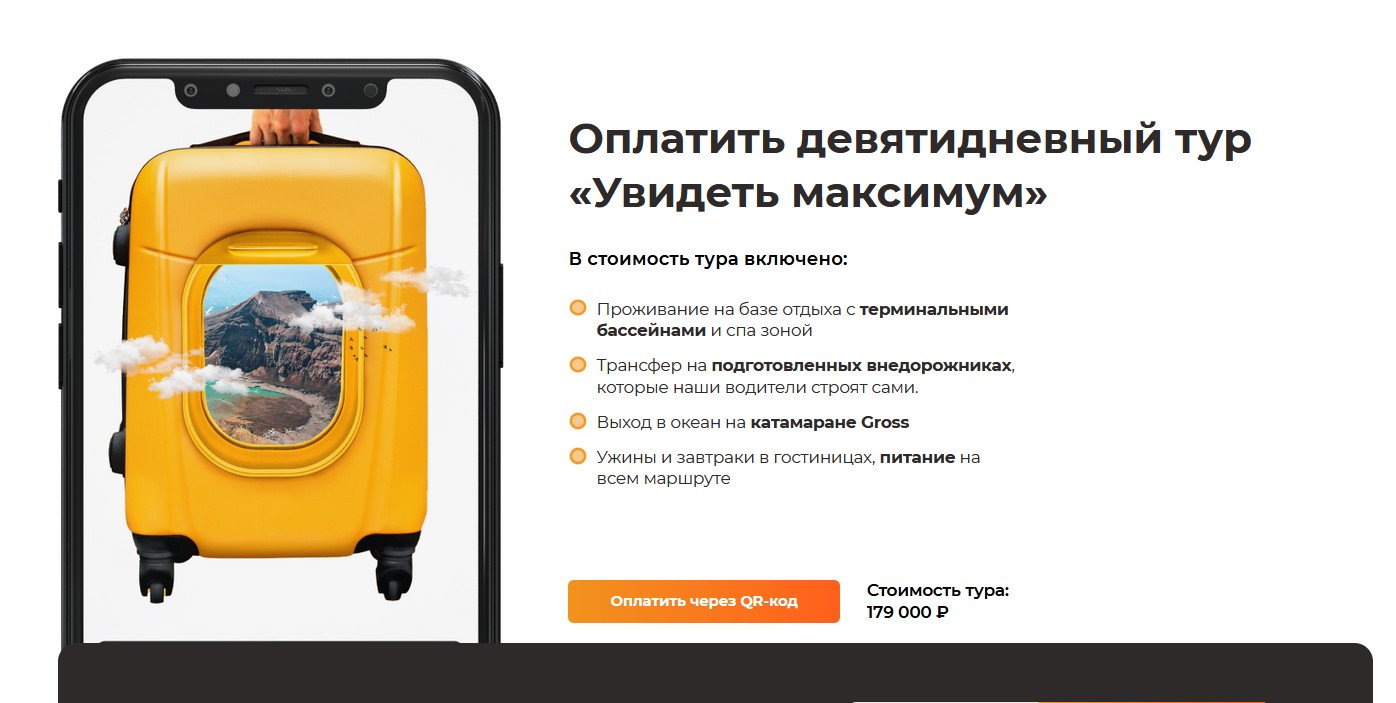 Оплатить девятидневный тур
«Увидеть максимум»
В стоимость тура включено:
Проживание на базе отдыха с терминальными
бассейнами и спа зоной
Трансфер на подготовленных внедорожниках,
которые наши водители строят сами.
Выход в океан на катамаране Gross
Ужины и завтраки в гостиницах, питание на
всем маршруте
Оплатить через QR-код
Стоимость тура:
179 000 ₽